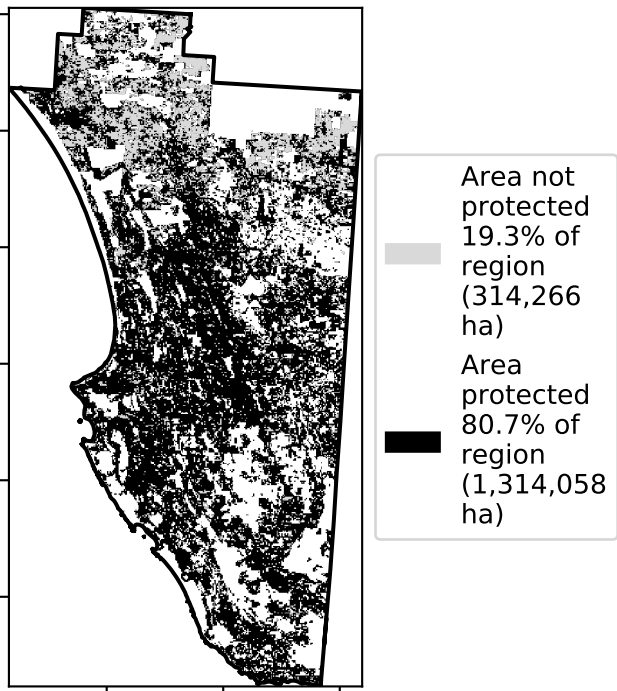 Area not
protected
19.3% of
region
(314,266
ha)
Area
protected
80.7% of
region
(1,314,058
ha)